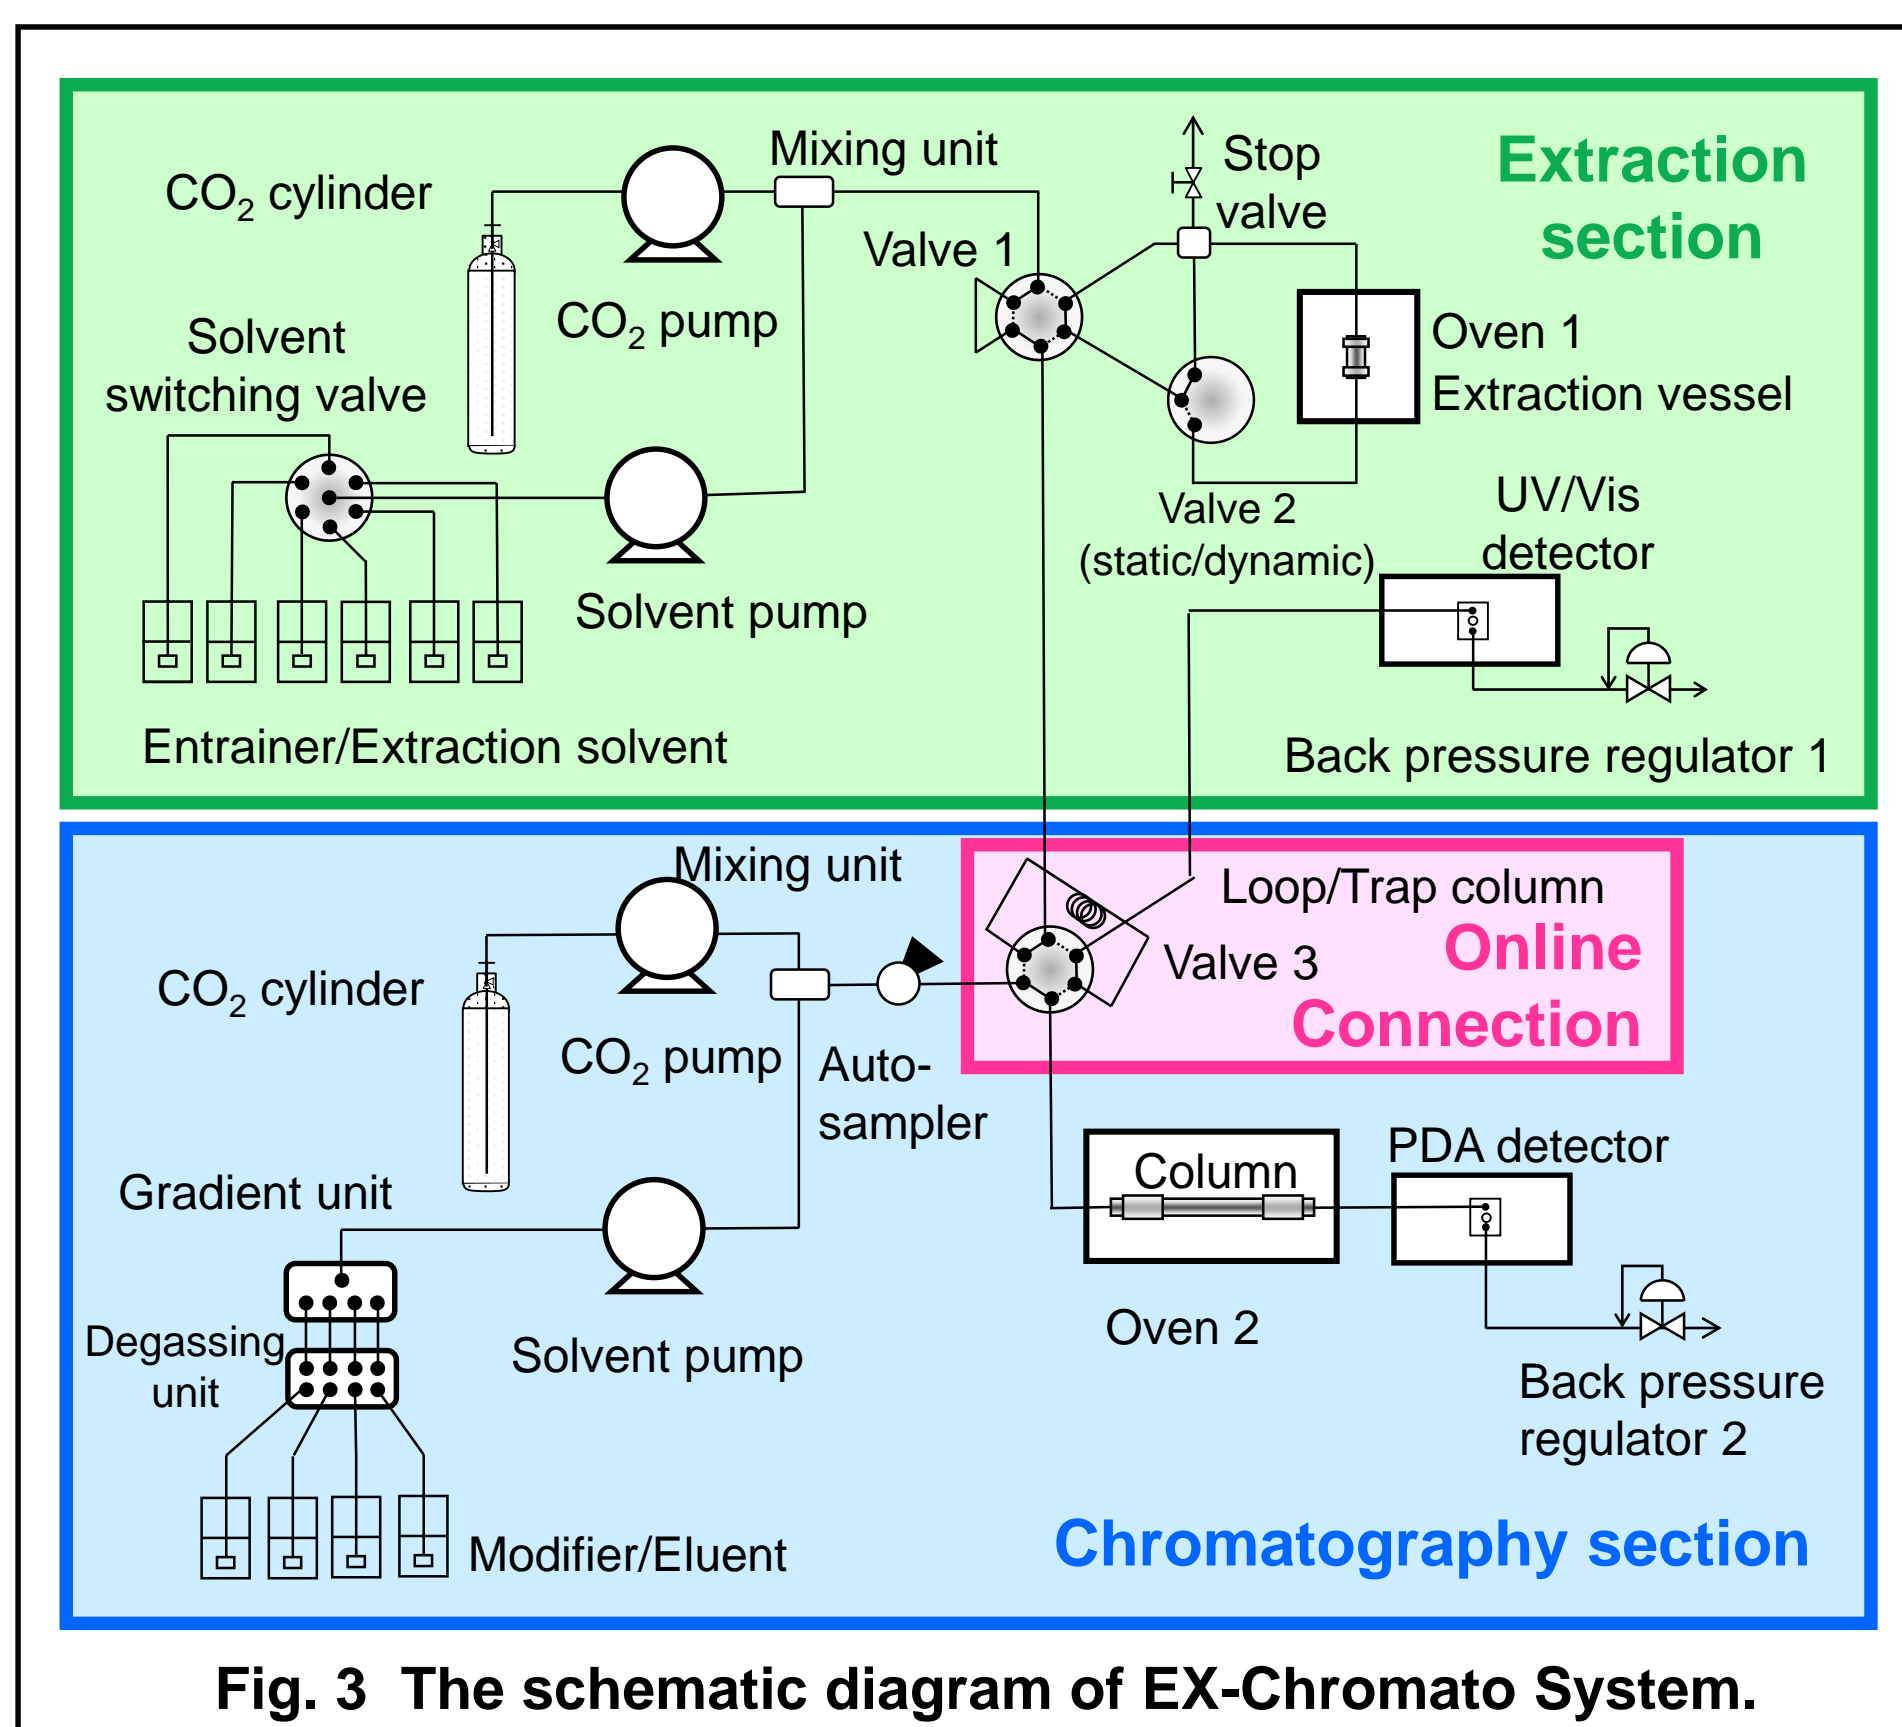 Extraction
section
Mixing unit
Stop
valve
CO2 cylinder
Valve 1
CO2 pump
Oven 1
Extraction vessel
Solvent
switching valve
UV/Vis
detector
Valve 2
(static/dynamic)
Solvent pump
Entrainer/Extraction solvent
Back pressure regulator 1
Mixing unit
Loop/Trap column
Online
Connection
Valve 3
CO2 cylinder
CO2 pump
Auto-
sampler
Column
PDA detector
Gradient unit
Oven 2
Degassing
unit
Solvent pump
Back pressure
regulator 2
Modifier/Eluent
Chromatography section
Fig. 3 The schematic diagram of EX-Chromato System.